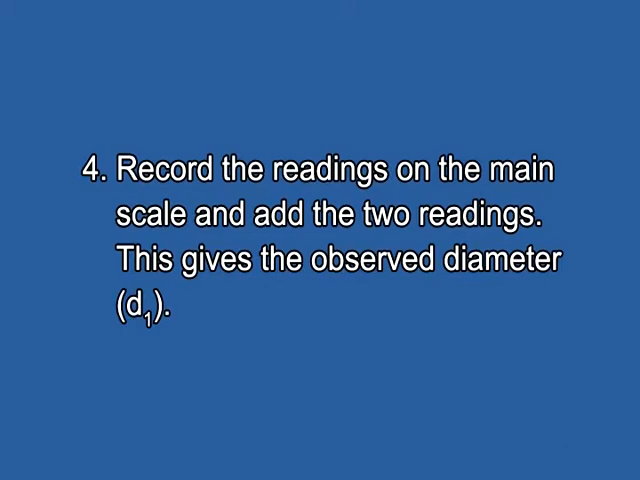 4. Record the readings on the main
scale and add the two readings.
This gives the observed diameter
(d₁).